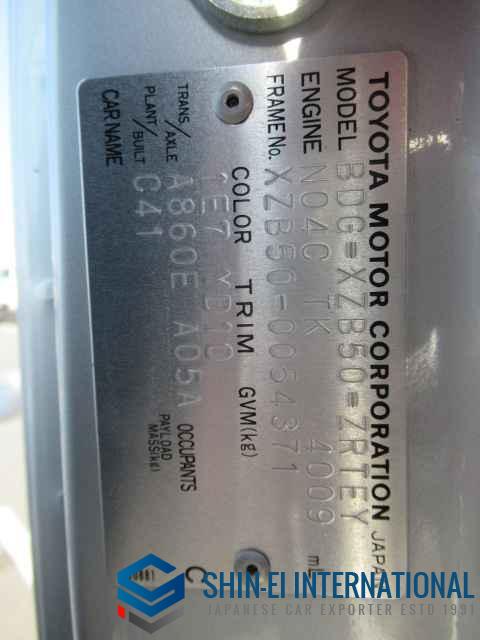 TOYOTA MOTOR CORPORATION JAPAN
MODEL BDG-XZB50-ZRTEY
ENGINE N04C TK 4009 mL
FRAME No. XZB50-0054371
COLOR TRIM GVM(kg)
1E7 YB10
TRANS/AXLE A860E A05A OCCUPANTS
PLANT/BUILT C41 PAYLOAD MASS(kg)
CAR NAME
C
SHIN-EI INTERNATIONAL
JAPANESE CAR EXPORTER ESTD 1931